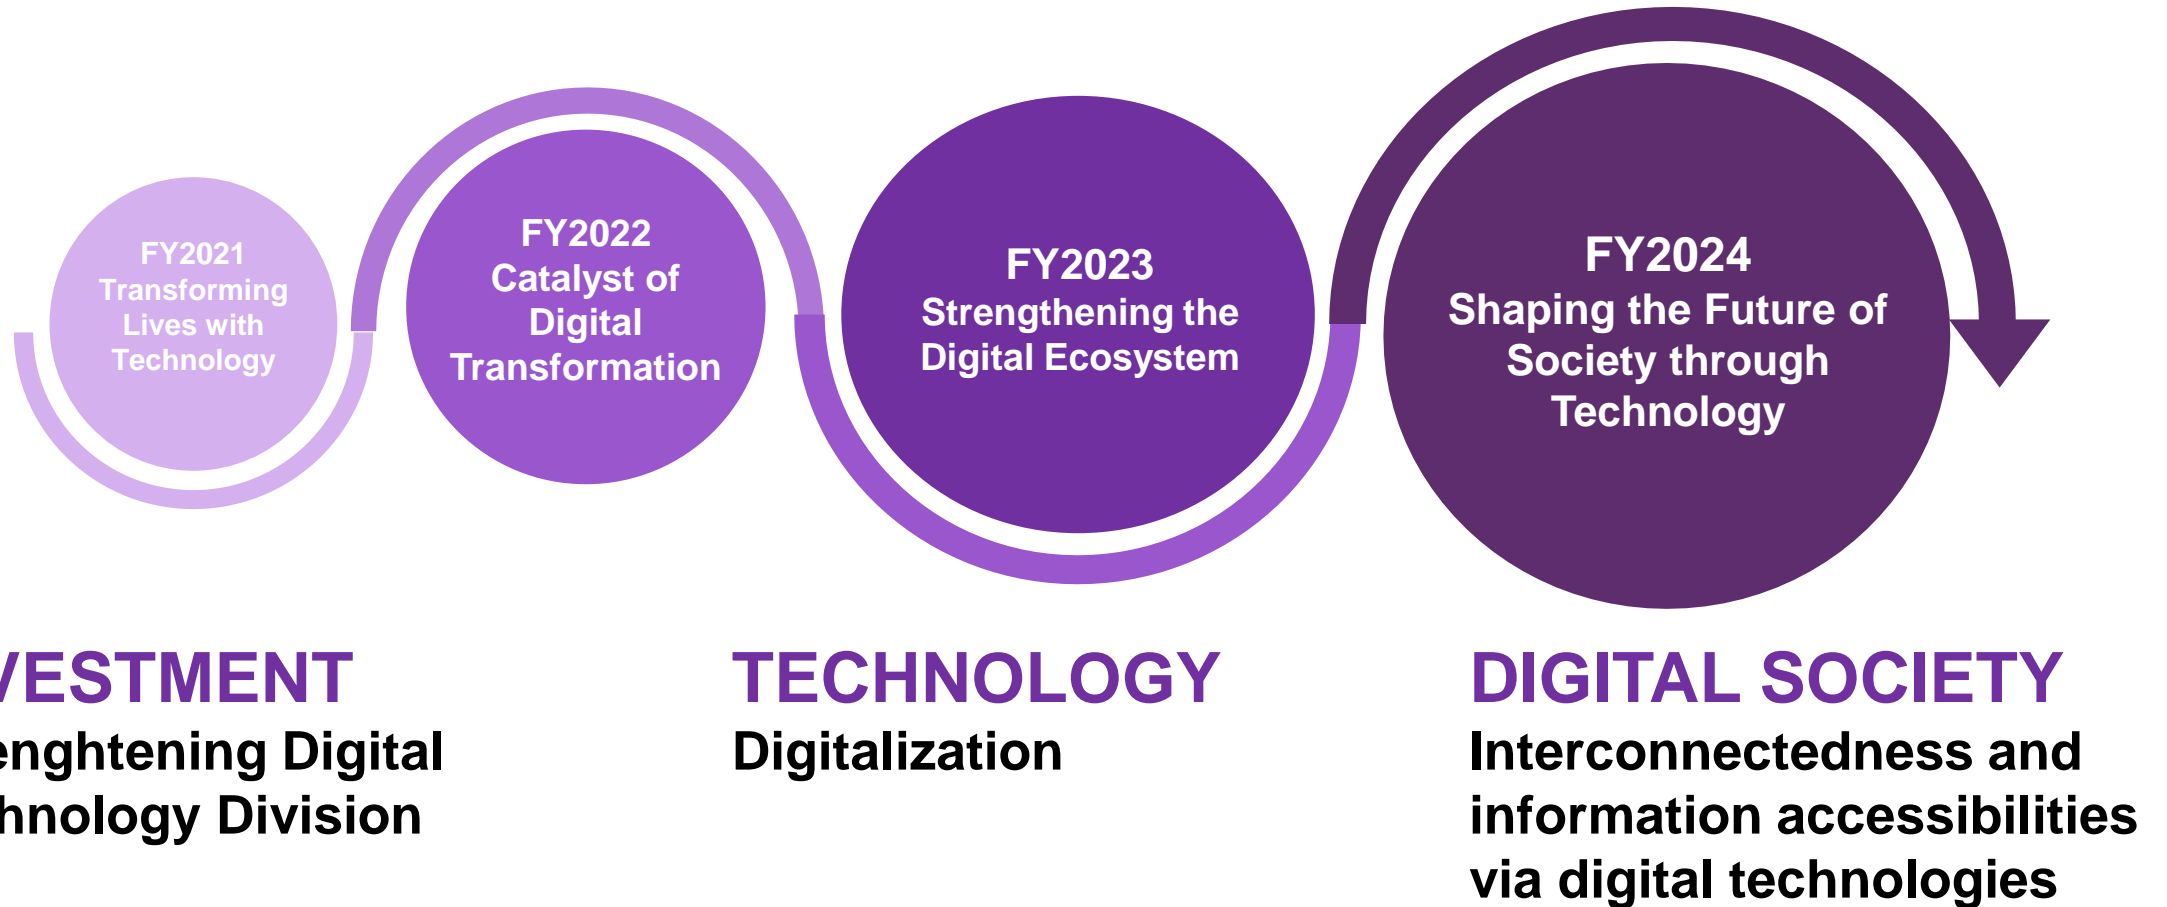 FY2021
Transforming
Lives with
Technology
FY2022
Catalyst of
Digital
Transformation
FY2023
Strengthening the
Digital Ecosystem
FY2024
Shaping the Future of
Society through
Technology
VESTMENT
enghtening Digital
hnology Division
TECHNOLOGY
Digitalization
DIGITAL SOCIETY
Interconnectedness and
information accessibilities
via digital technologies